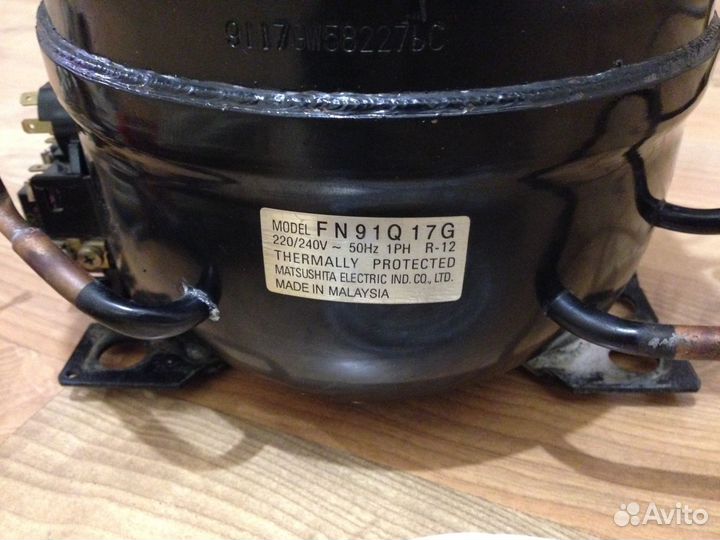 MODEL FN91Q17G
220/240V ~ 50Hz 1PH R-12
THERMALLY PROTECTED
MATSUSHITA ELECTRIC IND. CO., LTD.
MADE IN MALAYSIA
Avito